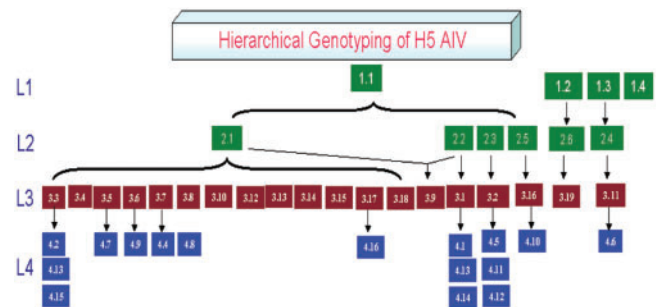 Hierarchical Genotyping of H5 AIV
L1 1.1 1.2 1.3 1.4
L2 2.1 2.2 2.3 2.5 2.6 2.4
L3 3.3 3.4 3.5 3.6 3.7 3.8 3.10 3.12 3.13 3.14 3.15 3.17 3.18 3.9 3.1 3.2 3.16 3.19 3.11
4.2 4.7 4.9 4.4 4.8 4.16 4.1 4.5 4.10 4.6
L4 4.13 4.13 4.11
4.15 4.14 4.12